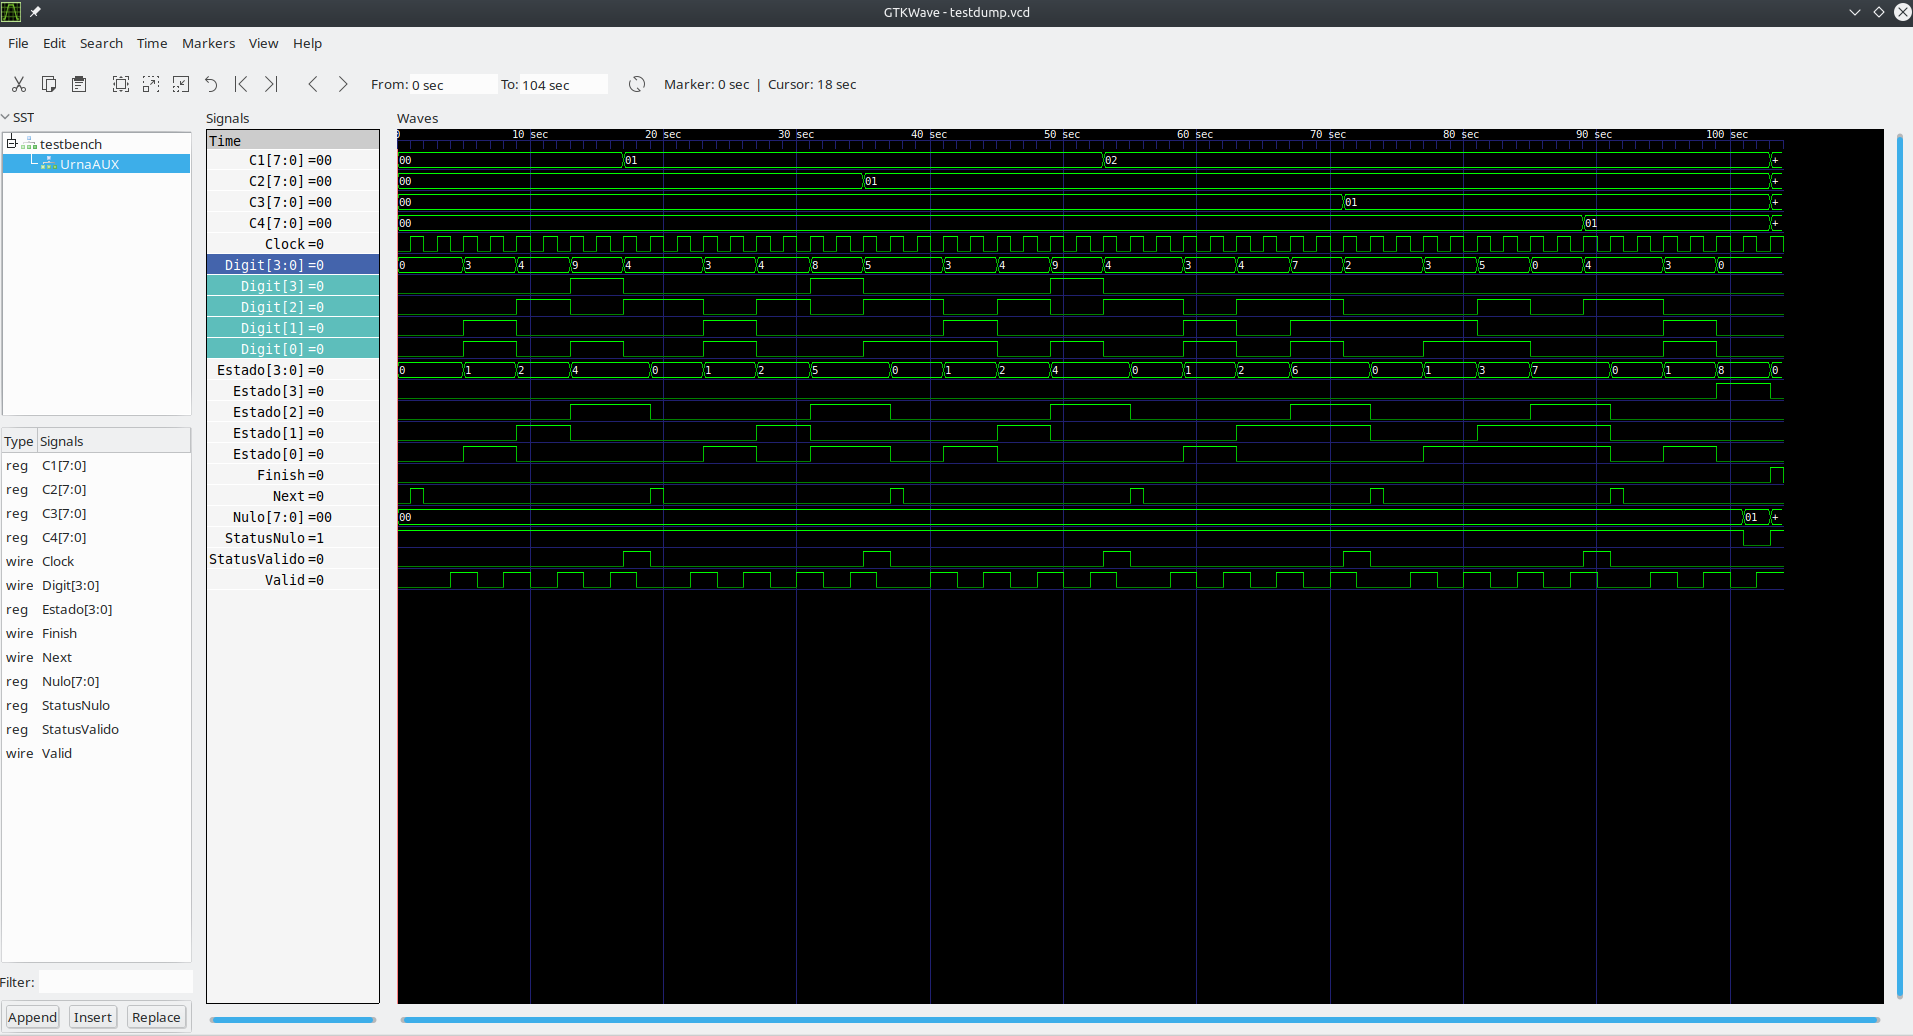 GTKWave - testdump.vcd
File Edit Search Time Markers View Help
From: 0 sec To: 104 sec Marker: 0 sec | Cursor: 18 sec
SST
testbench
UrnaAUX
Type Signals
reg C1[7:0]
reg C2[7:0]
reg C3[7:0]
reg C4[7:0]
wire Clock
wire Digit[3:0]
reg Estado[3:0]
wire Finish
wire Next
reg Nulo[7:0]
reg StatusNulo
reg StatusValido
wire Valid
Filter:
Append Insert Replace
Signals
Time
C1[7:0] =00
C2[7:0] =00
C3[7:0] =00
C4[7:0] =00
Clock =0
Digit[3:0] =0
Digit[3] =0
Digit[2] =0
Digit[1] =0
Digit[0] =0
Estado[3:0] =0
Estado[3] =0
Estado[2] =0
Estado[1] =0
Estado[0] =0
Finish =0
Next =0
Nulo[7:0] =00
StatusNulo =1
StatusValido =0
Valid =0
Waves
0 10 sec 20 sec 30 sec 40 sec 50 sec 60 sec 70 sec 80 sec 90 sec 100 sec
00 01 02 +
00 01 +
00 01 +
00 01 +
0 3 4 9 4 3 4 8 5 3 4 9 4 3 4 7 2 3 5 0 4 3 0
0 1 2 4 0 1 2 5 0 1 2 4 0 1 2 6 0 1 3 7 0 1 8 0
00 01 +